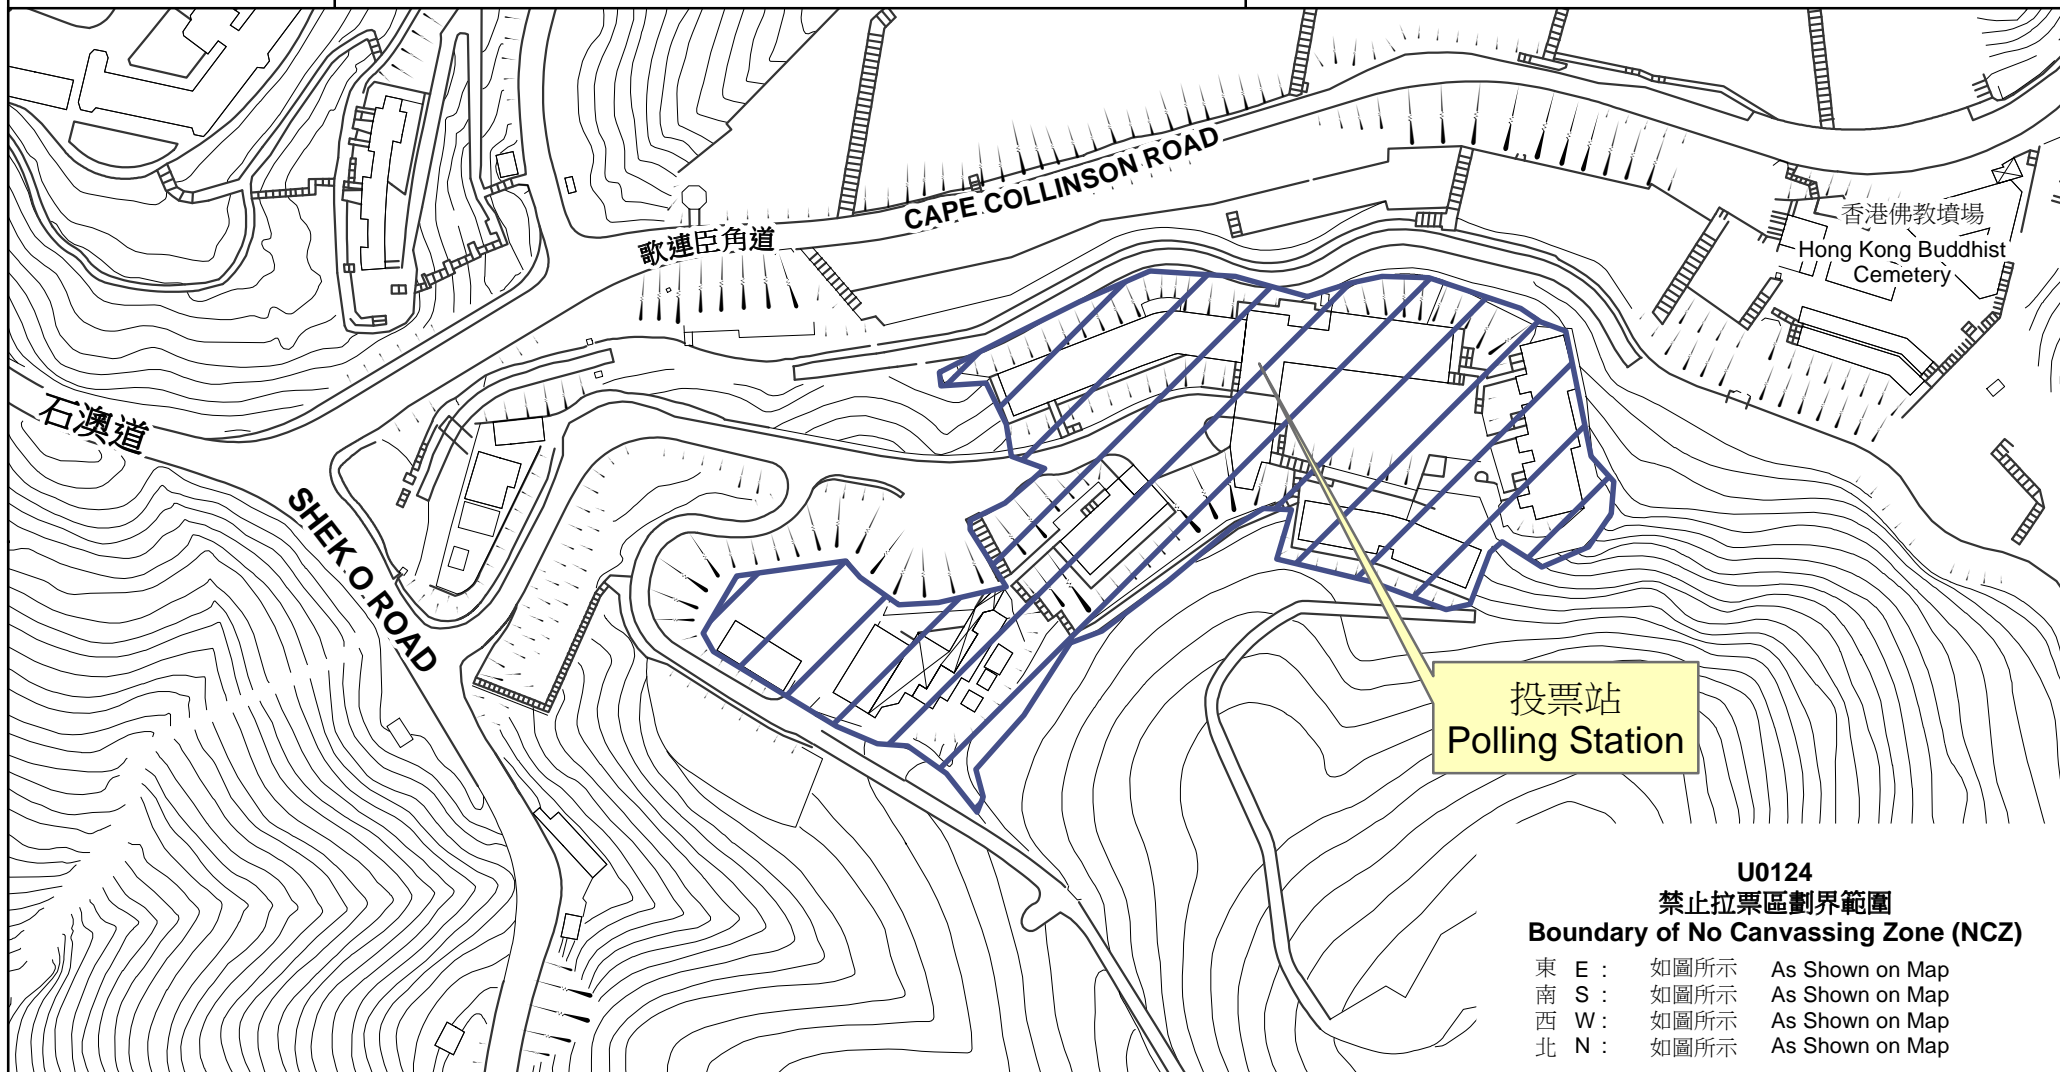 CAPE COLLINSON ROAD
歌連臣角道
香港佛教墳場
Hong Kong Buddhist
Cemetery
石澳道
SHEK O ROAD
投票站
Polling Station
U0124
禁止拉票區劃界範圍
Boundary of No Canvassing Zone (NCZ)
東 E : 如圖所示 As Shown on Map
南 S : 如圖所示 As Shown on Map
西 W : 如圖所示 As Shown on Map
北 N : 如圖所示 As Shown on Map